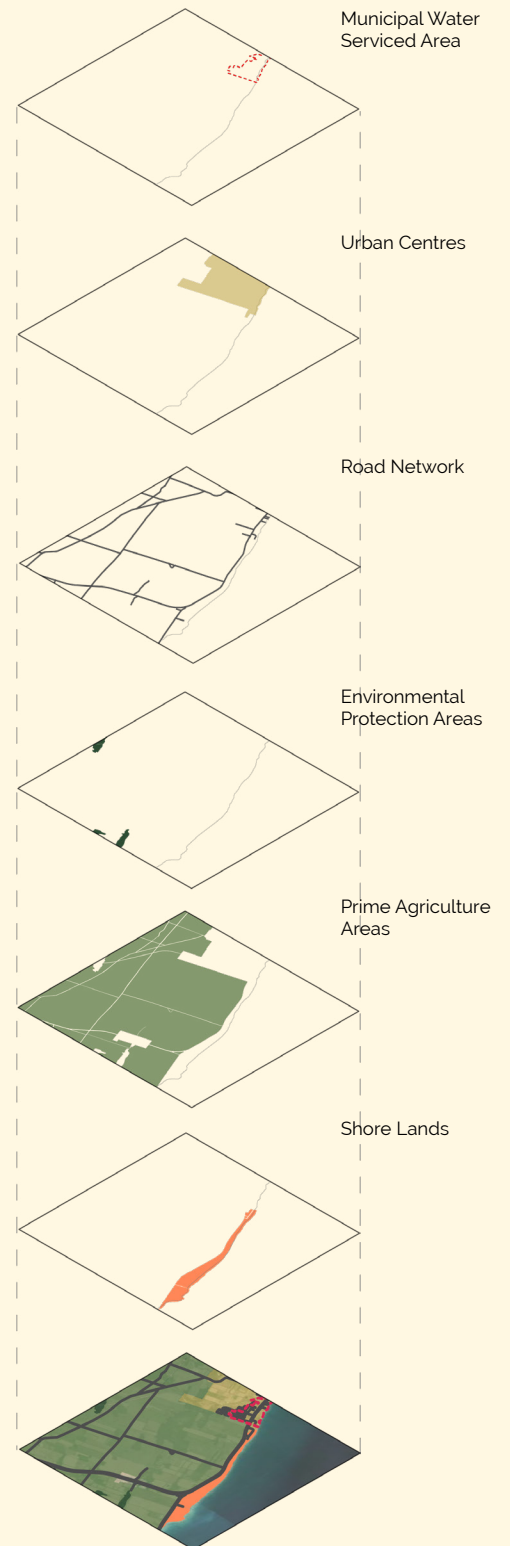 Municipal Water
Serviced Area
Urban Centres
Road Network
Environmental
Protection Areas
Prime Agriculture
Areas
Shore Lands